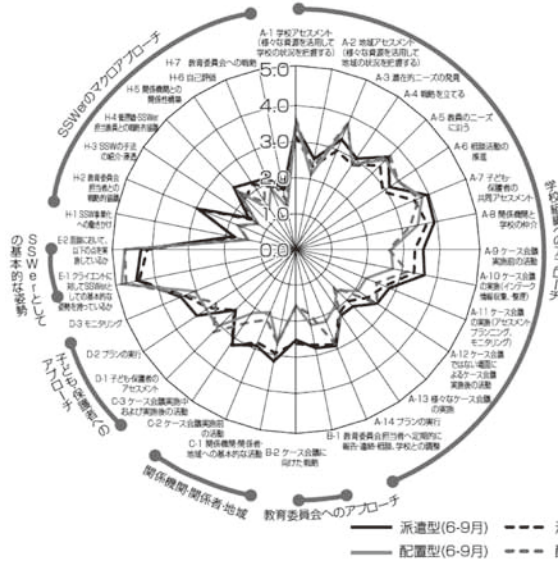 A-1 学校アセスメント
(様々な資源を活用して
学校の状況を把握する)
A-2 地域アセスメント
(様々な資源を活用して
地域の状況を把握する)
A-3 潜在的ニーズの発見
A-4 戦略を立てる
A-5 教員のニーズ
に沿う
A-6 相談活動の
推進
A-7 子ども・
保護者の
共同アセスメント
A-8 関係機関と
学校の仲介
A-9 ケース会議
実施前の活動
A-10 ケース会議
の実施(インテーク
情報収集、整理)
A-11 ケース会議
の実施(アセスメント
プランニング、
モニタリング)
A-12 ケース会議
ではない場面に
よるケース会議
実施後の活動
A-13 様々なケース会議
の実施
A-14 プランの実行
B-1 教育委員会担当者へ定期的に
報告・連絡・相談、学校との調整
B-2 ケース会議に
向けた戦略
C-1 関係機関・関係者・
地域への基本的な活動
C-2 ケース会議実施前
の活動
C-3 ケース会議実施中
および実施後の活動
D-1 子ども・保護者の
アセスメント
D-2 プランの実行
D-3 モニタリング
E-1 クライエントに
対してSSWerと
しての基本的な
姿勢を持っているか
E-2 面接において、
以下の点を実
施しているか
H-1 SSW事業化
への働きかけ
H-2 教育委員会
担当者との
戦略的協議
H-3 SSWの手法
の紹介・浸透
H-4 管理職・SSWer
担当教員との戦略的協議
H-5 関係機関との
関係性構築
H-6 自己評価
H-7 教育委員会への戦略
5.0
4.0
3.0
2.0
1.0
0.0
SSWerのマクロアプローチ
学校組織へのアプローチ
教育委員会へのアプローチ
関係機関・関係者・地域
子ども・保護者への
アプローチ
SSWerとして
の基本的な姿勢
派遣型(6-9月)
配置型(6-9月)